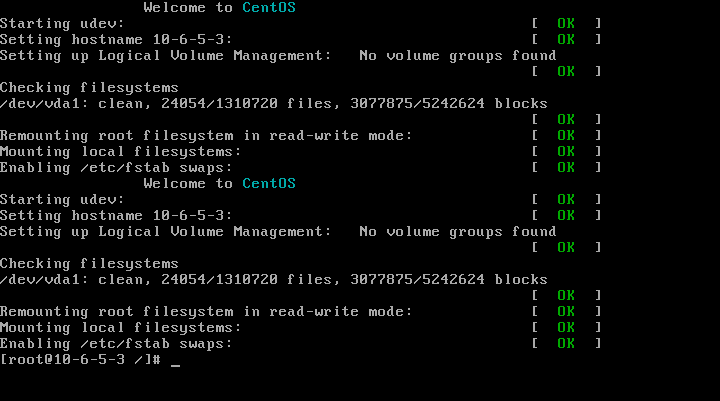 Welcome to CentOS
Starting udev: [ OK ]
Setting hostname 10-6-5-3: [ OK ]
Setting up Logical Volume Management: No volume groups found
[ OK ]
Checking filesystems
/dev/vda1: clean, 24054/1310720 files, 3077875/5242624 blocks
[ OK ]
Remounting root filesystem in read-write mode: [ OK ]
Mounting local filesystems: [ OK ]
Enabling /etc/fstab swaps: [ OK ]
Welcome to CentOS
Starting udev: [ OK ]
Setting hostname 10-6-5-3: [ OK ]
Setting up Logical Volume Management: No volume groups found
[ OK ]
Checking filesystems
/dev/vda1: clean, 24054/1310720 files, 3077875/5242624 blocks
[ OK ]
Remounting root filesystem in read-write mode: [ OK ]
Mounting local filesystems: [ OK ]
Enabling /etc/fstab swaps: [ OK ]
[root@10-6-5-3 /]# _